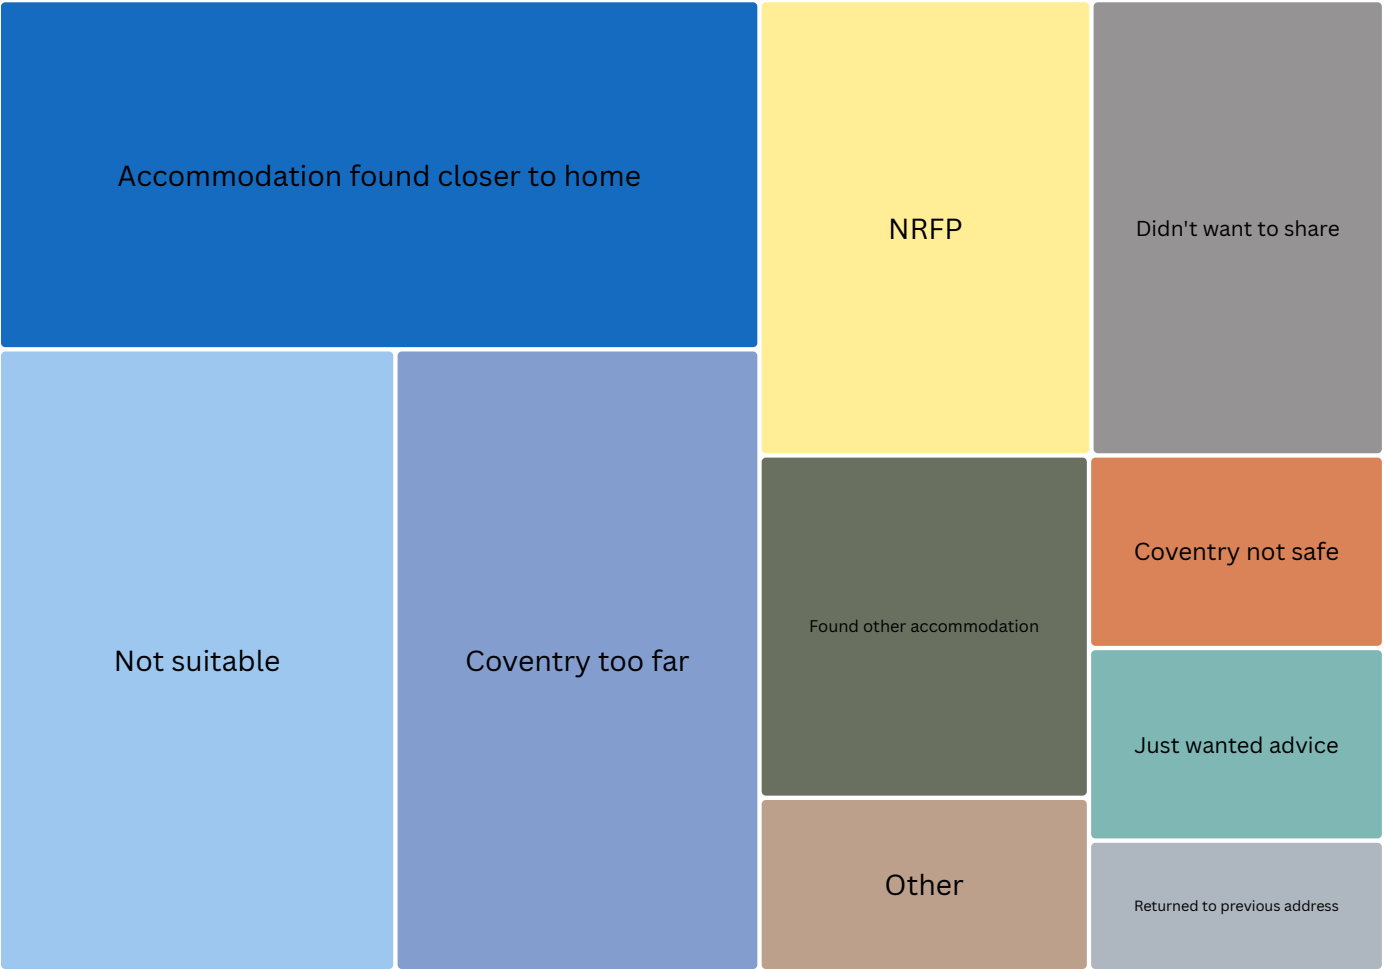 Accommodation found closer to home
NRFP
Didn't want to share
Not suitable
Coventry too far
Found other accommodation
Coventry not safe
Just wanted advice
Other
Returned to previous address